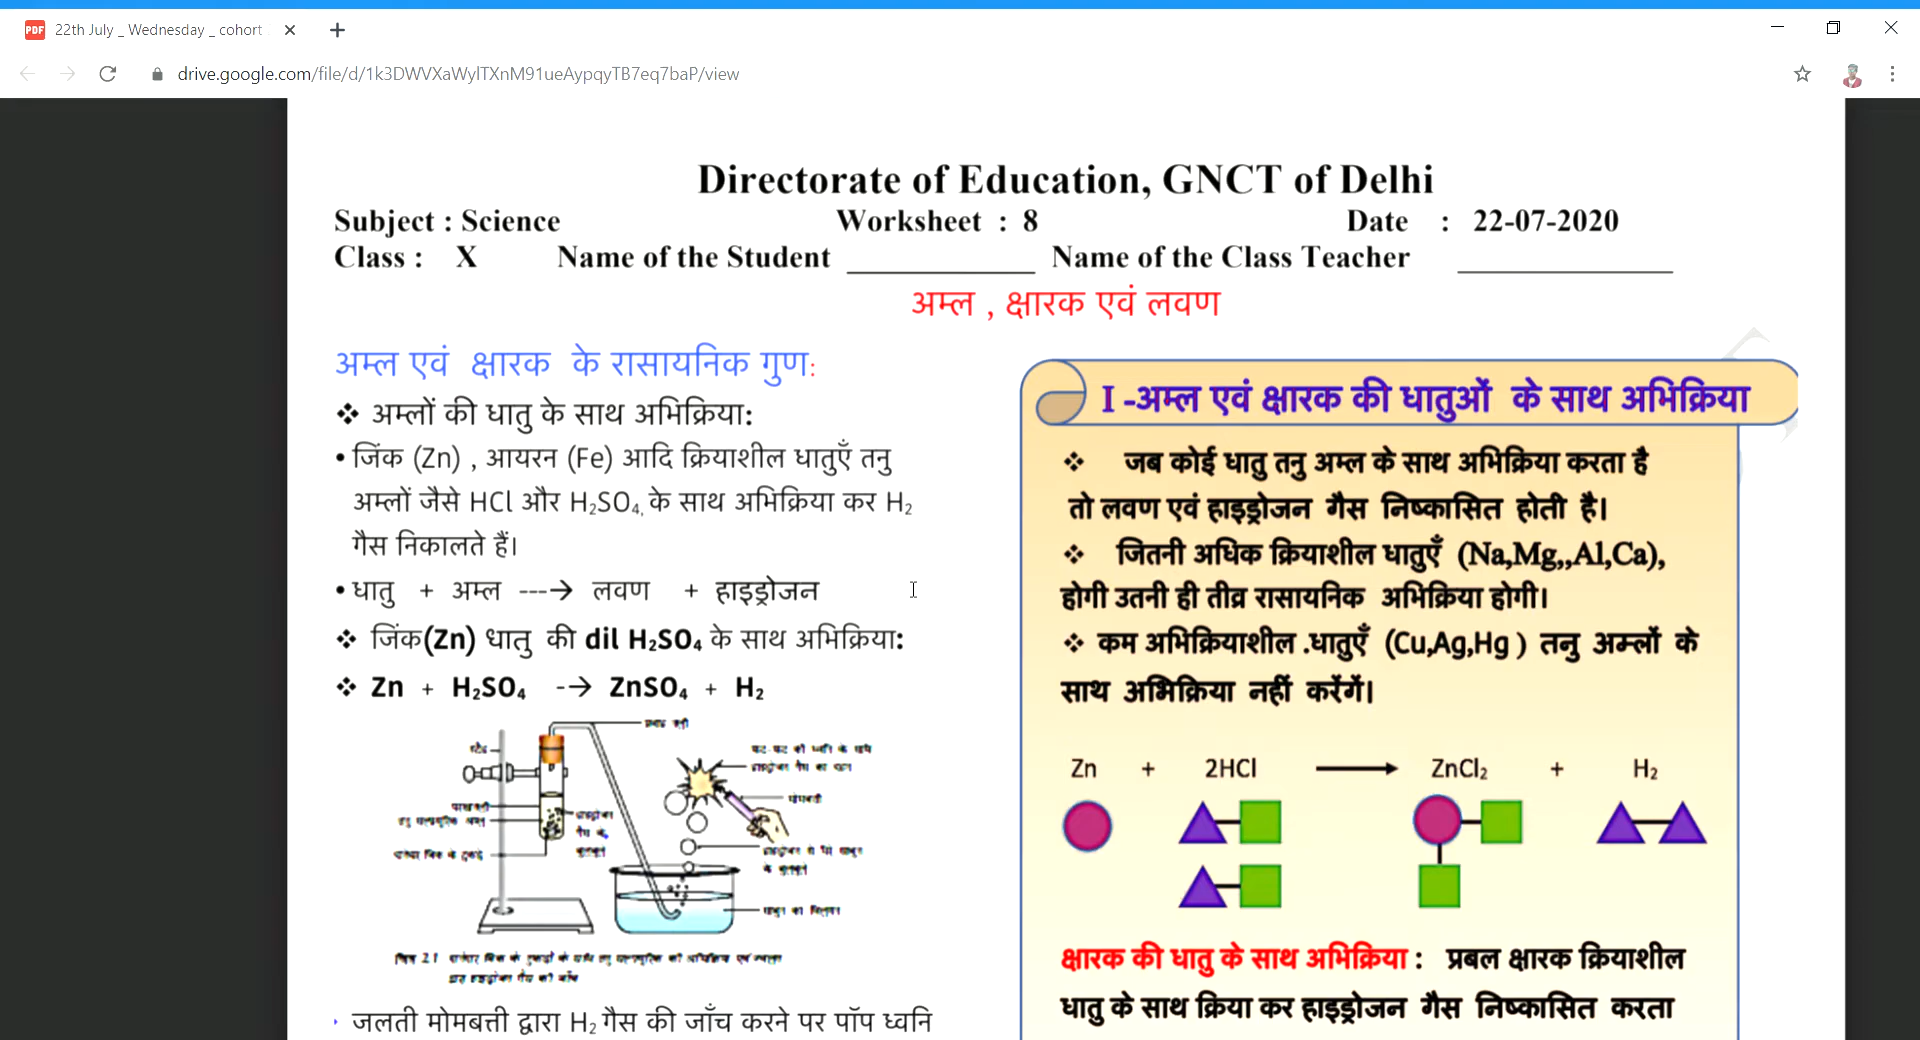 22th July _ Wednesday _ cohort
drive.google.com/file/d/1k3DWVXaWylTXnM91ueAypqyTB7eq7baP/view
Directorate of Education, GNCT of Delhi
Subject : Science Worksheet : 8 Date : 22-07-2020
Class : X Name of the Student ____________ Name of the Class Teacher ____________
अम्ल , क्षारक एवं लवण
अम्ल एवं क्षारक के रासायनिक गुण:
❖ अम्लों की धातु के साथ अभिक्रिया:
• जिंक (Zn) , आयरन (Fe) आदि क्रियाशील धातुएँ तनु
अम्लों जैसे HCl और H₂SO₄, के साथ अभिक्रिया कर H₂
गैस निकालते हैं।
• धातु + अम्ल ---→ लवण + हाइड्रोजन
❖ जिंक(Zn) धातु की dil H₂SO₄ के साथ अभिक्रिया:
❖ Zn + H₂SO₄ -→ ZnSO₄ + H₂
स्टैंड
मोमबत्ती
चित्र 2.1
जलती मोमबत्ती द्वारा H₂ गैस की जाँच करने पर पॉप ध्वनि
I -अम्ल एवं क्षारक की धातुओं के साथ अभिक्रिया
❖ जब कोई धातु तनु अम्ल के साथ अभिक्रिया करता है
तो लवण एवं हाइड्रोजन गैस निष्कासित होती है।
❖ जितनी अधिक क्रियाशील धातुएँ (Na,Mg,,Al,Ca),
होगी उतनी ही तीव्र रासायनिक अभिक्रिया होगी।
❖ कम अभिक्रियाशील .धातुएँ (Cu,Ag,Hg ) तनु अम्लों के
साथ अभिक्रिया नहीं करेंगें।
Zn + 2HCl ⟶ ZnCl₂ + H₂
क्षारक की धातु के साथ अभिक्रिया : प्रबल क्षारक क्रियाशील
धातु के साथ क्रिया कर हाइड्रोजन गैस निष्कासित करता